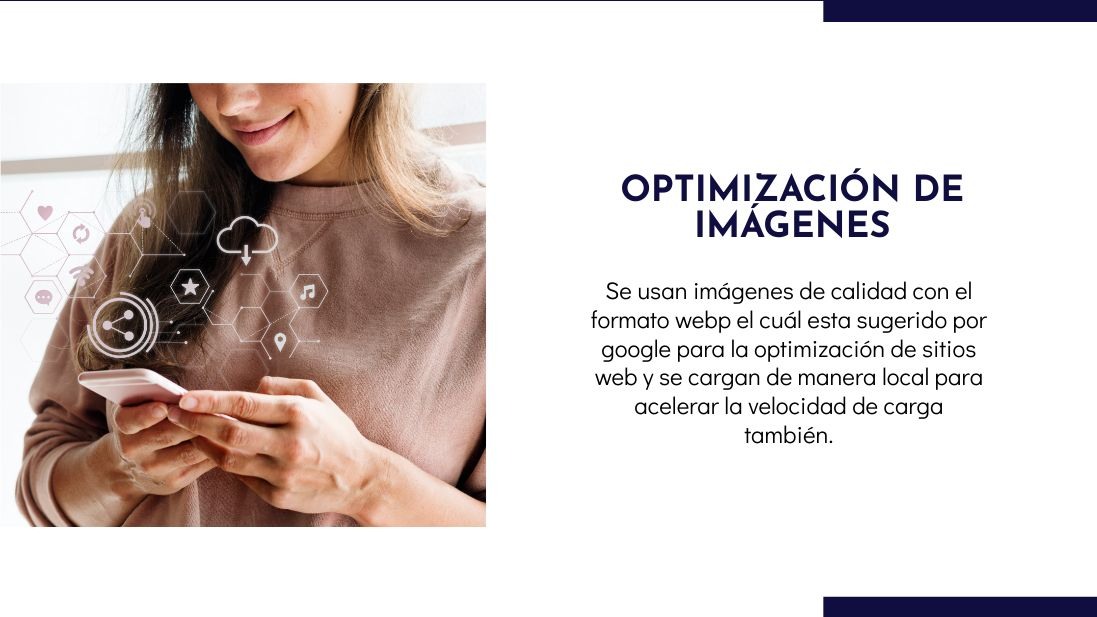 OPTIMIZACIÓN DE
IMÁGENES
Se usan imágenes de calidad con el
formato webp el cuál esta sugerido por
google para la optimización de sitios
web y se cargan de manera local para
acelerar la velocidad de carga
también.